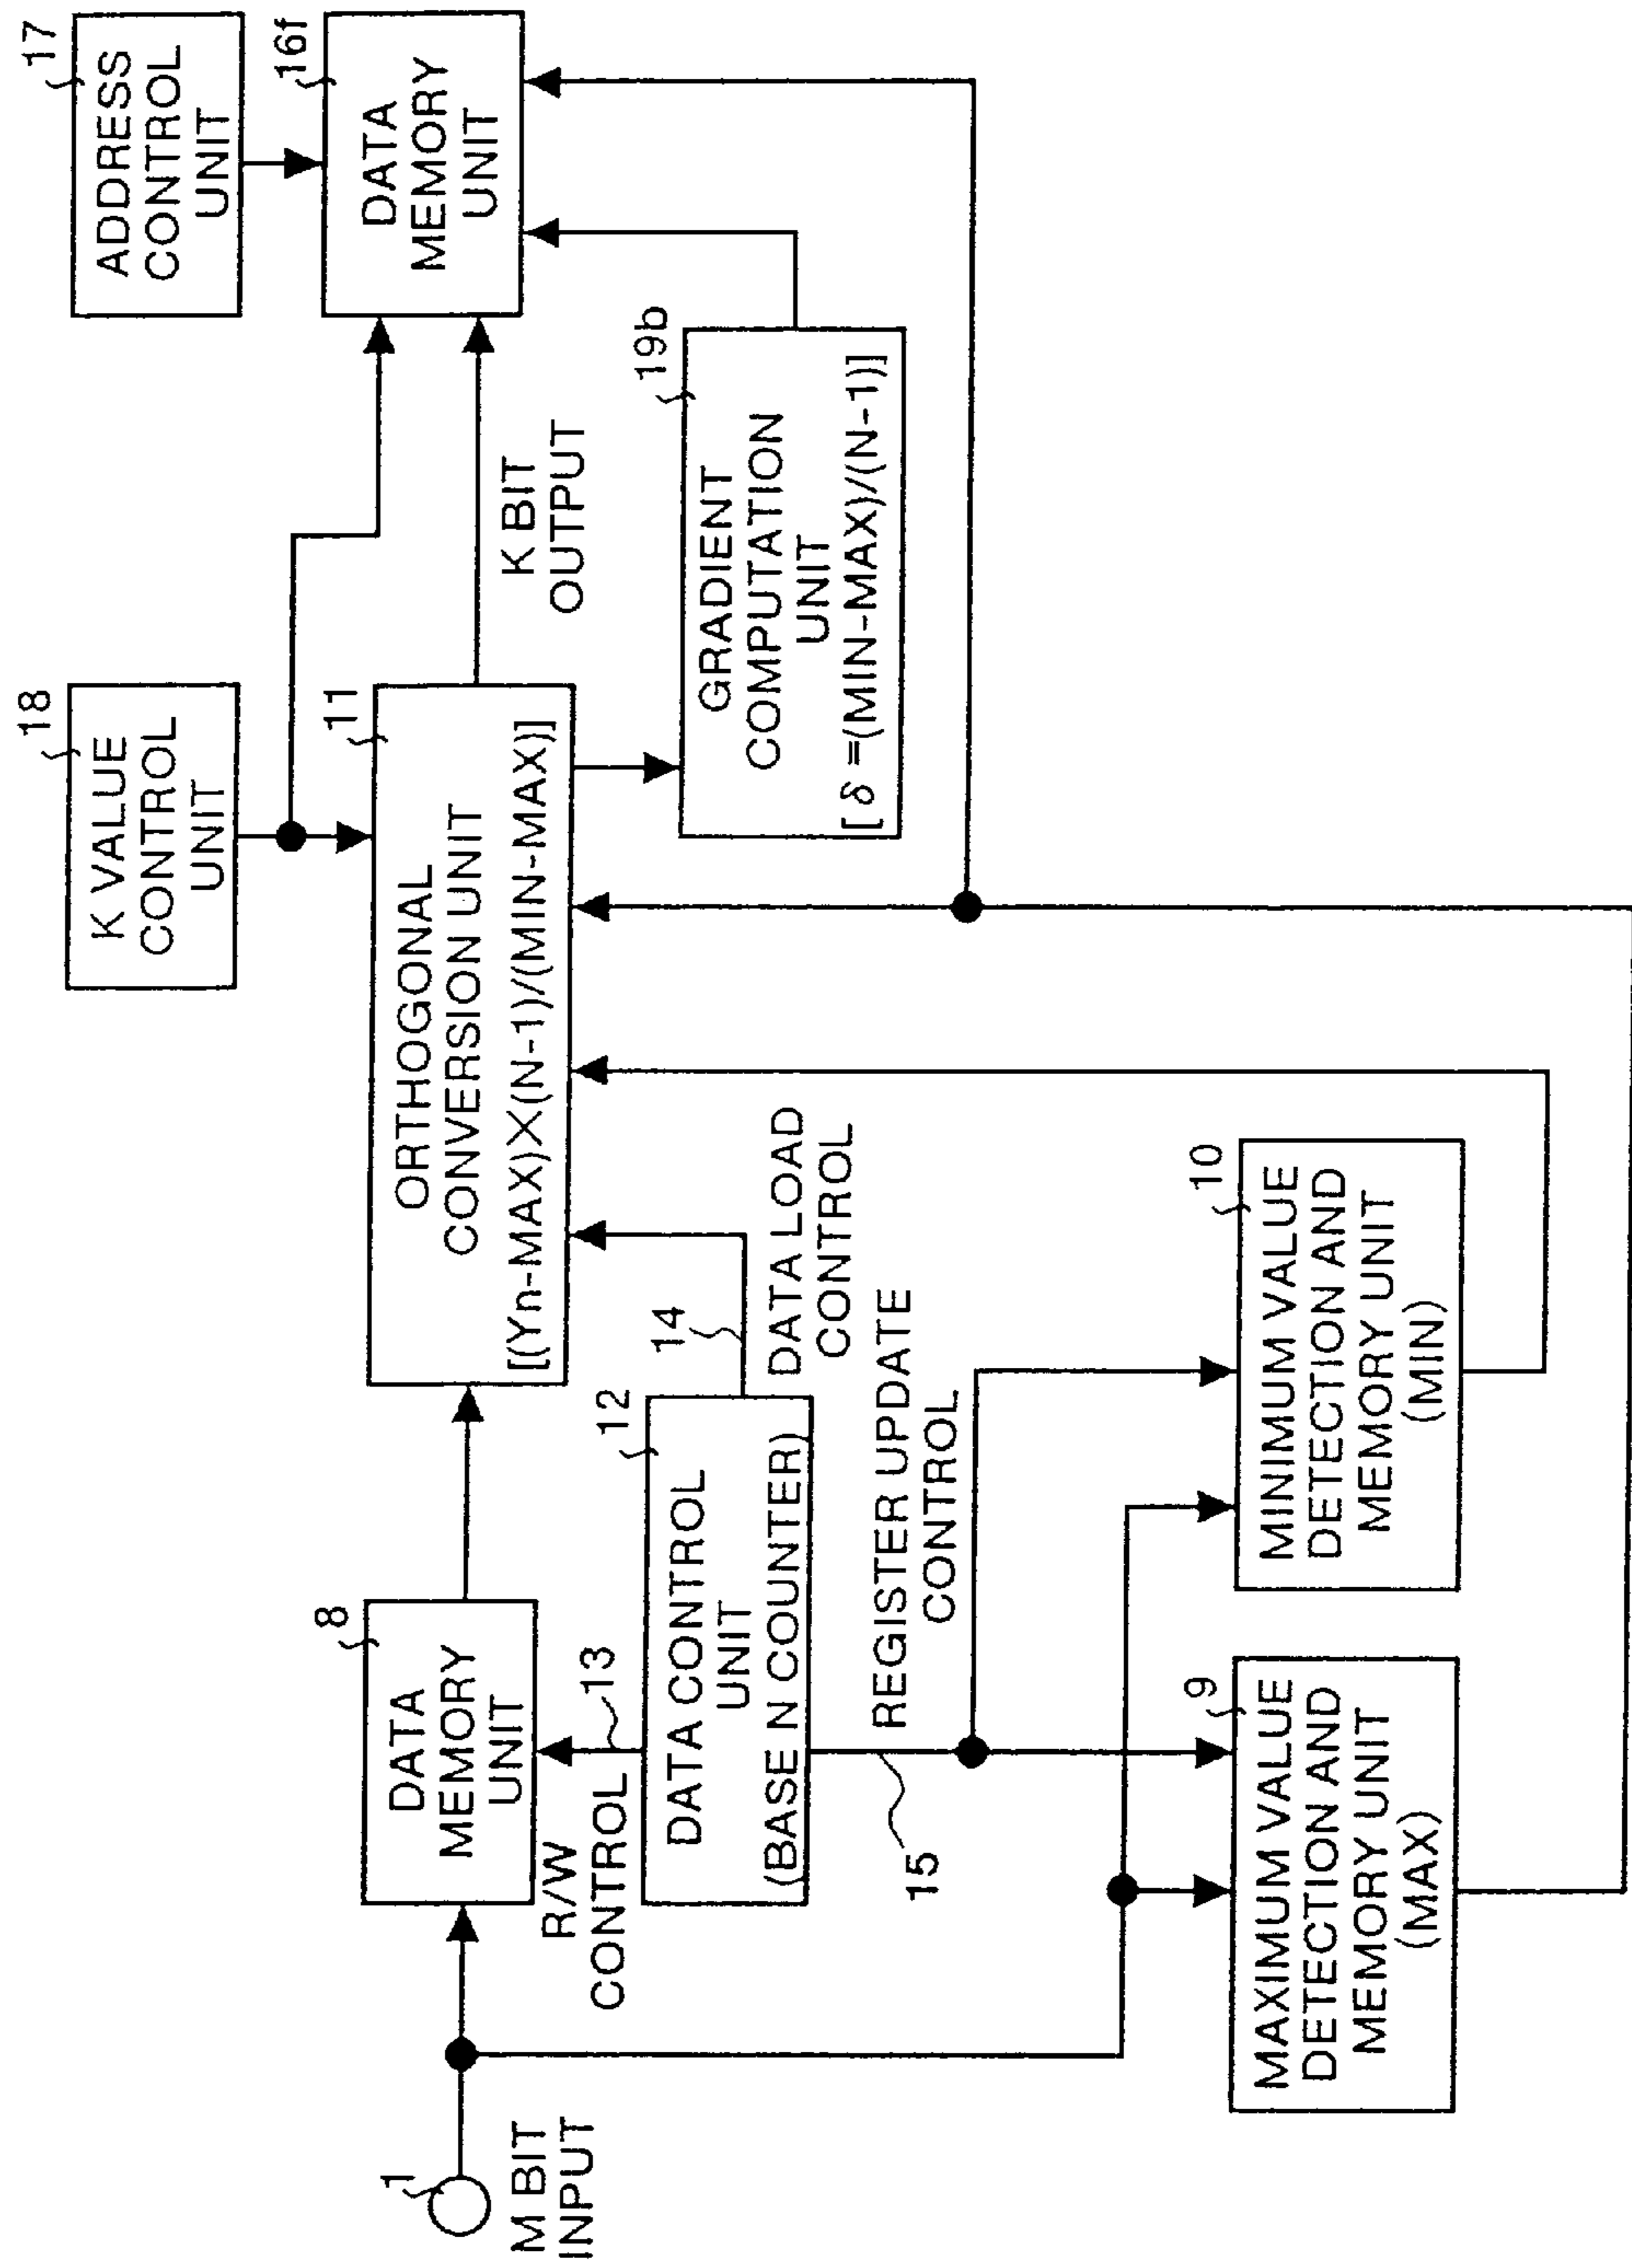 1
M BIT
INPUT
8
DATA
MEMORY
UNIT
R/W
CONTROL
13
12
DATA CONTROL
UNIT
(BASE N COUNTER)
14
DATA LOAD
CONTROL
15
REGISTER UPDATE
CONTROL
9
MAXIMUM VALUE
DETECTION AND
MEMORY UNIT
(MAX)
10
MINIMUM VALUE
DETECTION AND
MEMORY UNIT
(MIN)
18
K VALUE
CONTROL
UNIT
11
ORTHOGONAL
CONVERSION UNIT
[(Yn-MAX)×(N-1)/(MIN-MAX)]
K BIT
OUTPUT
19b
GRADIENT
COMPUTATION
UNIT
[ δ =(MIN-MAX)/(N-1)]
17
ADDRESS
CONTROL
UNIT
16f
DATA
MEMORY
UNIT